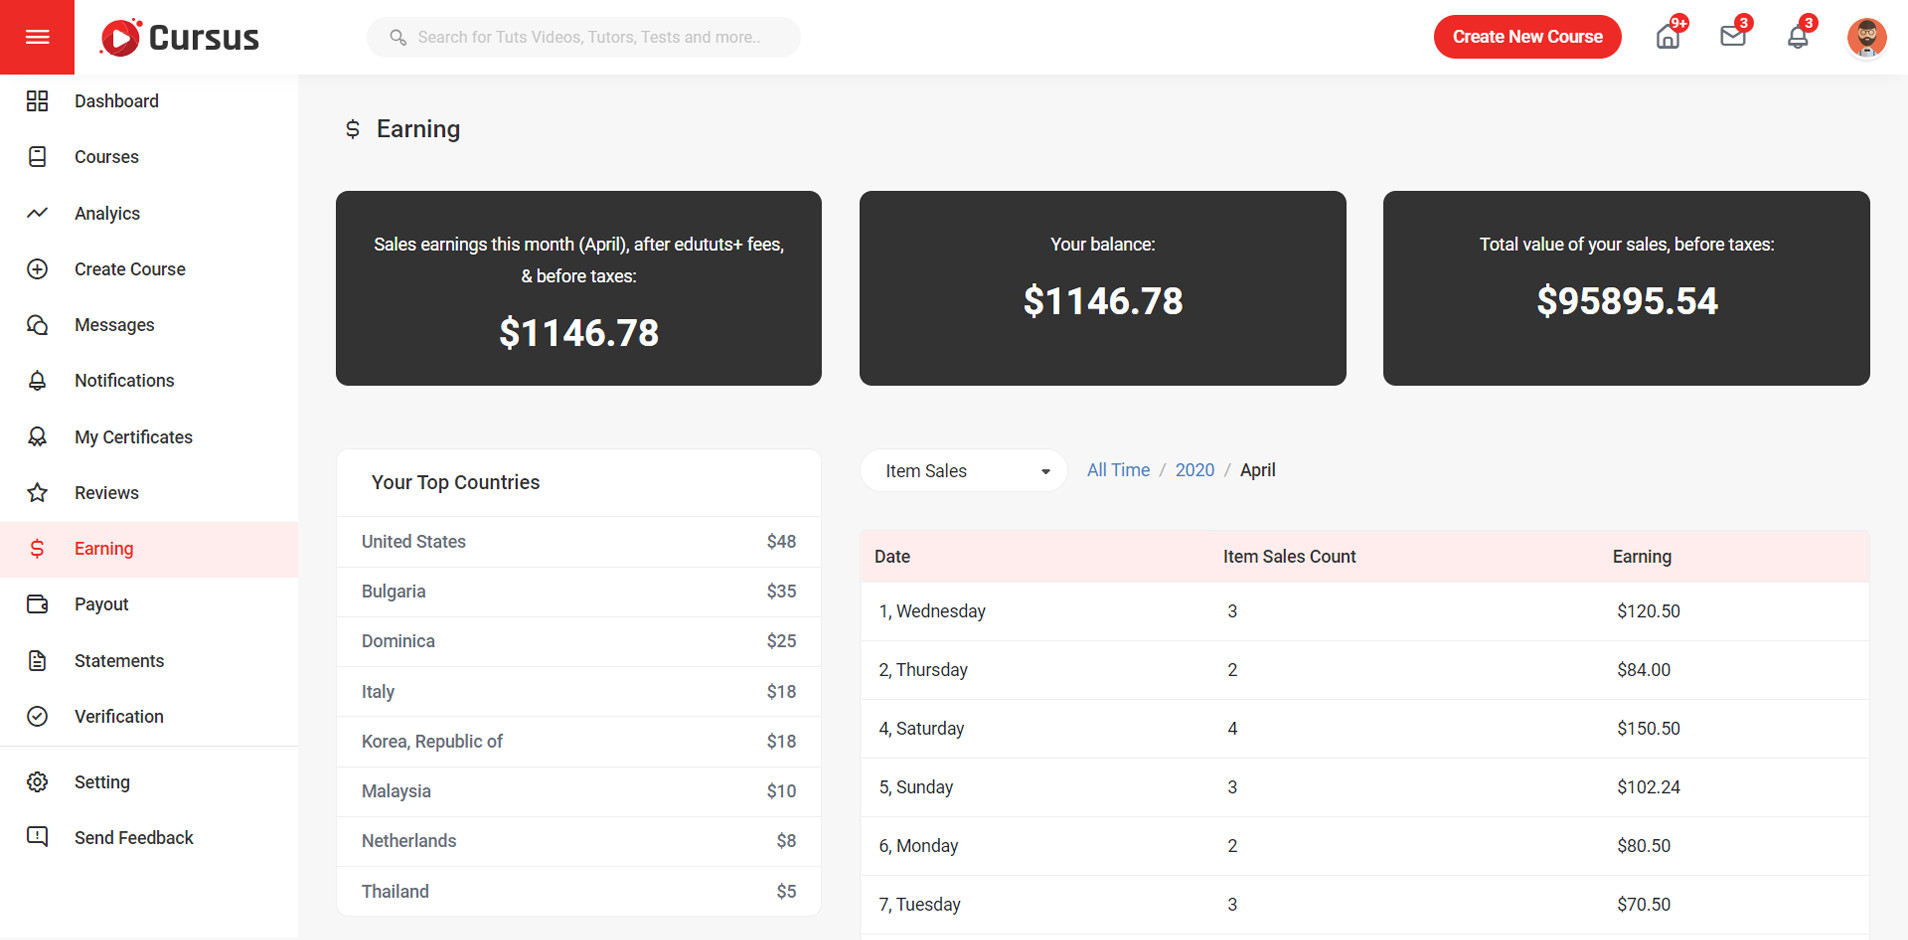 Cursus
Search for Tuts Videos, Tutors, Tests and more..
Create New Course
9+
3
3
Dashboard
Courses
Analyics
Create Course
Messages
Notifications
My Certificates
Reviews
Earning
Payout
Statements
Verification
Setting
Send Feedback
$ Earning
Sales earnings this month (April), after edututs+ fees,
& before taxes:
$1146.78
Your balance:
$1146.78
Total value of your sales, before taxes:
$95895.54
Your Top Countries
United States $48
Bulgaria $35
Dominica $25
Italy $18
Korea, Republic of $18
Malaysia $10
Netherlands $8
Thailand $5
Item Sales
All Time / 2020 / April
Date Item Sales Count Earning
1, Wednesday 3 $120.50
2, Thursday 2 $84.00
4, Saturday 4 $150.50
5, Sunday 3 $102.24
6, Monday 2 $80.50
7, Tuesday 3 $70.50